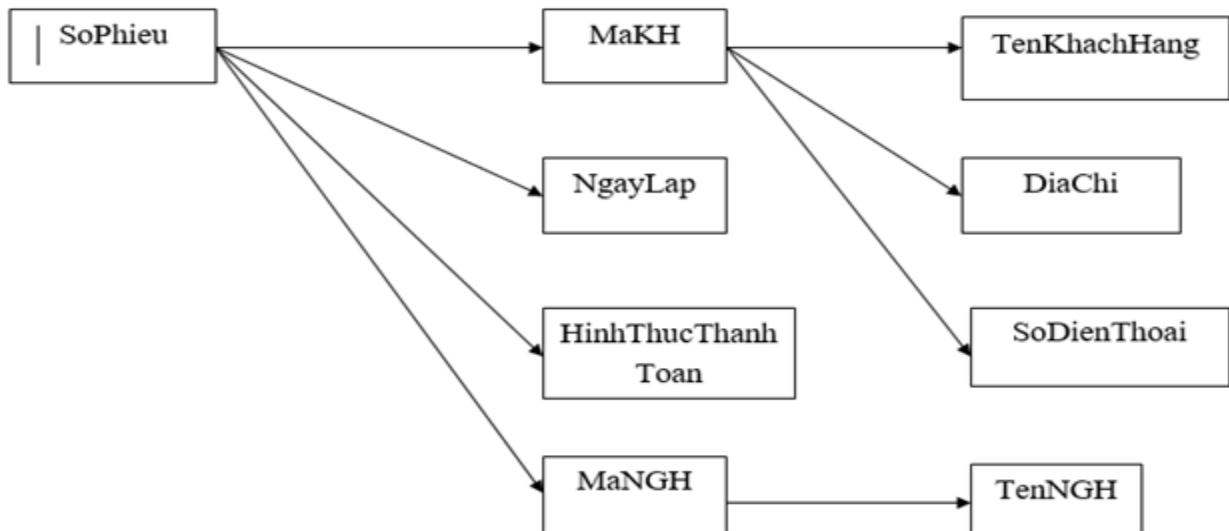 SoPhieu
MaKH
TenKhachHang
NgayLap
DiaChi
HinhThucThanh
Toan
SoDienThoai
MaNGH
TenNGH